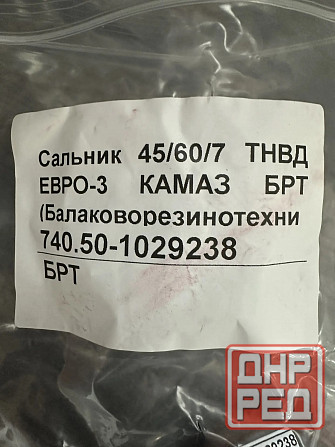 Сальник 45/60/7 ТНВД
ЕВРО-3 КАМАЗ БРТ
(Балаковорезинотехни
740.50-1029238
БРТ
ДНР
РЕД